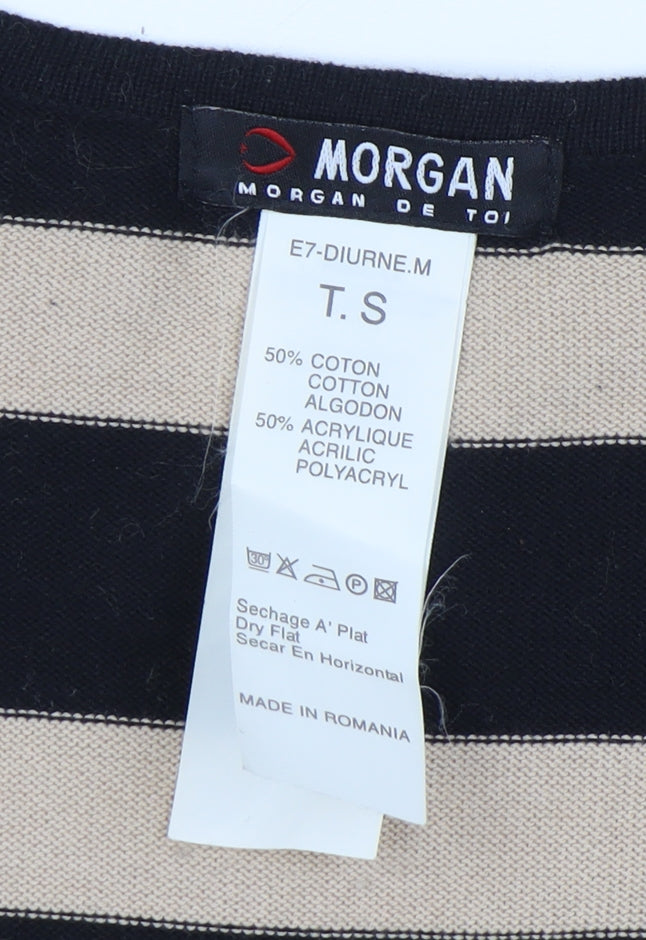 MORGAN
MORGAN DE TOI
E7-DIURNE.M
T. S
50% COTON
COTTON
ALGODON
50% ACRYLIQUE
ACRILIC
POLYACRYL
30°
P
Sechage A' Plat
Dry Flat
Secar En Horizontal
MADE IN ROMANIA